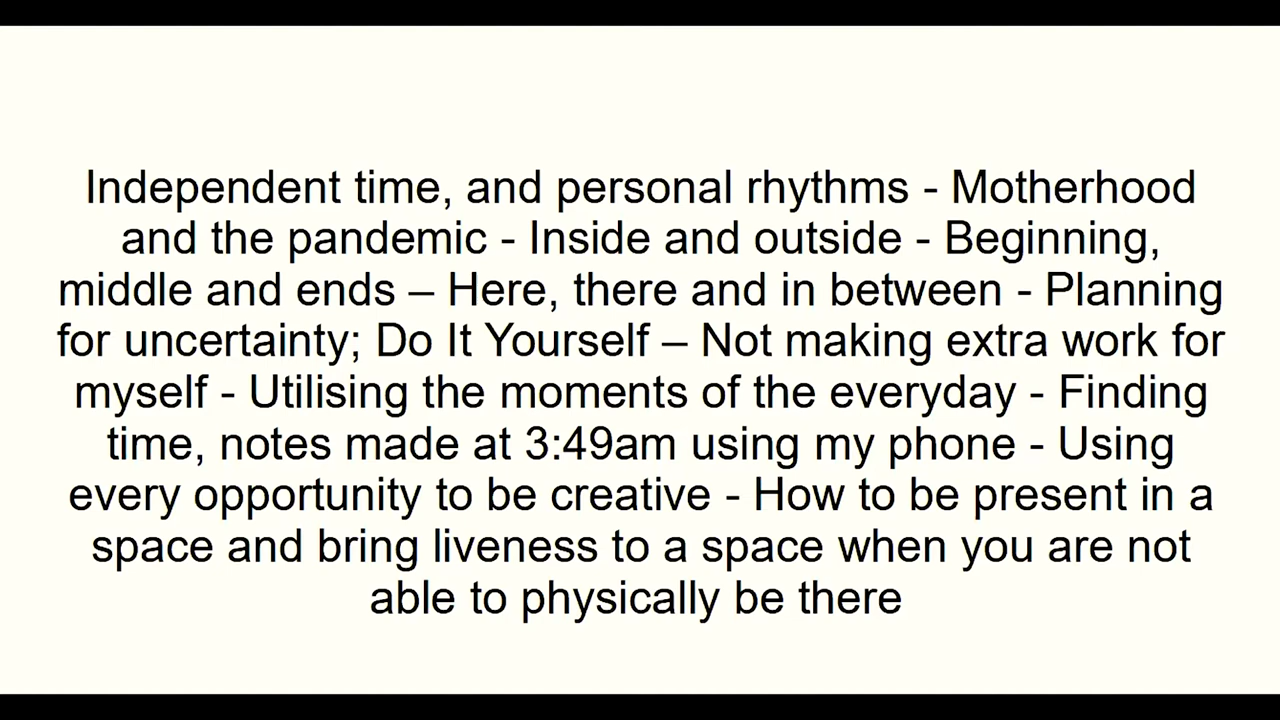 Independent time, and personal rhythms - Motherhood
and the pandemic - Inside and outside - Beginning,
middle and ends – Here, there and in between - Planning
for uncertainty; Do It Yourself – Not making extra work for
myself - Utilising the moments of the everyday - Finding
time, notes made at 3:49am using my phone - Using
every opportunity to be creative - How to be present in a
space and bring liveness to a space when you are not
able to physically be there